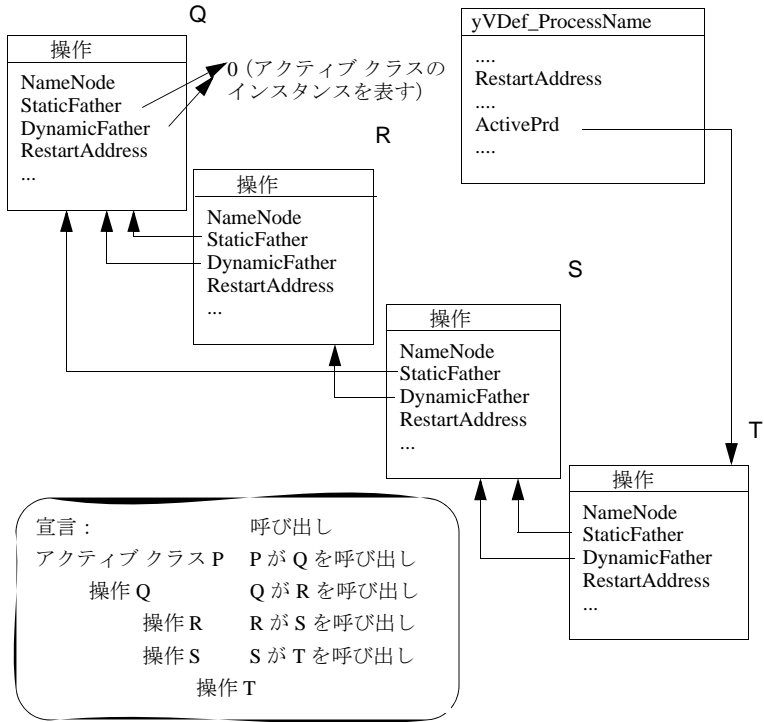 Q
操作
NameNode
StaticFather
DynamicFather
RestartAddress
...
0 (アクティブ クラスの
インスタンスを表す)
yVDef_ProcessName
....
RestartAddress
....
ActivePrd
....
R
操作
NameNode
StaticFather
DynamicFather
RestartAddress
...
S
操作
NameNode
StaticFather
DynamicFather
RestartAddress
...
T
操作
NameNode
StaticFather
DynamicFather
RestartAddress
...
宣言： 呼び出し
アクティブ クラス P P が Q を呼び出し
操作 Q Q が R を呼び出し
操作 R R が S を呼び出し
操作 S S が T を呼び出し
操作 T